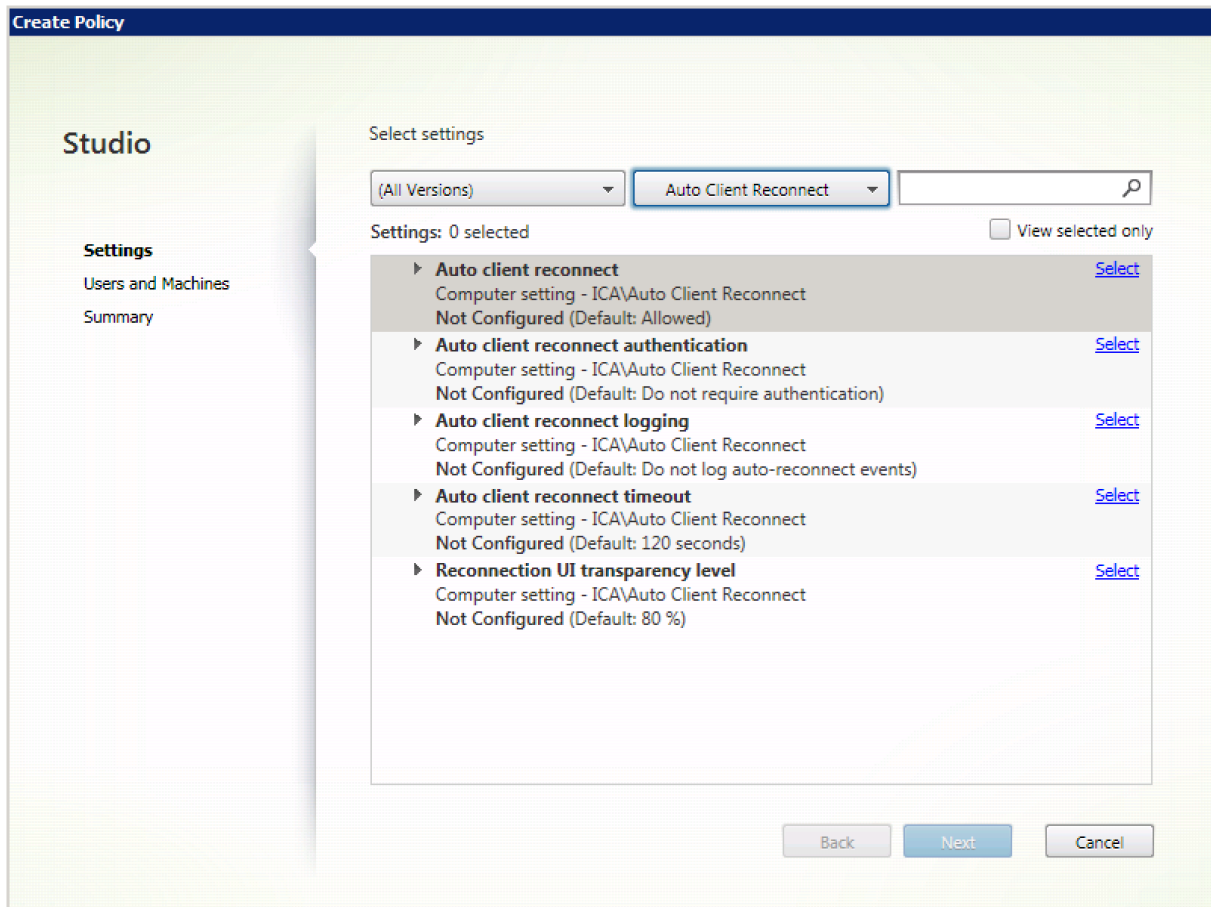 Create Policy
Studio
Settings
Users and Machines
Summary
Select settings
(All Versions)
Auto Client Reconnect
Settings: 0 selected
View selected only
Auto client reconnect
Select
Computer setting - ICA\Auto Client Reconnect
Not Configured (Default: Allowed)
Auto client reconnect authentication
Select
Computer setting - ICA\Auto Client Reconnect
Not Configured (Default: Do not require authentication)
Auto client reconnect logging
Select
Computer setting - ICA\Auto Client Reconnect
Not Configured (Default: Do not log auto-reconnect events)
Auto client reconnect timeout
Select
Computer setting - ICA\Auto Client Reconnect
Not Configured (Default: 120 seconds)
Reconnection UI transparency level
Select
Computer setting - ICA\Auto Client Reconnect
Not Configured (Default: 80 %)
Back
Next
Cancel